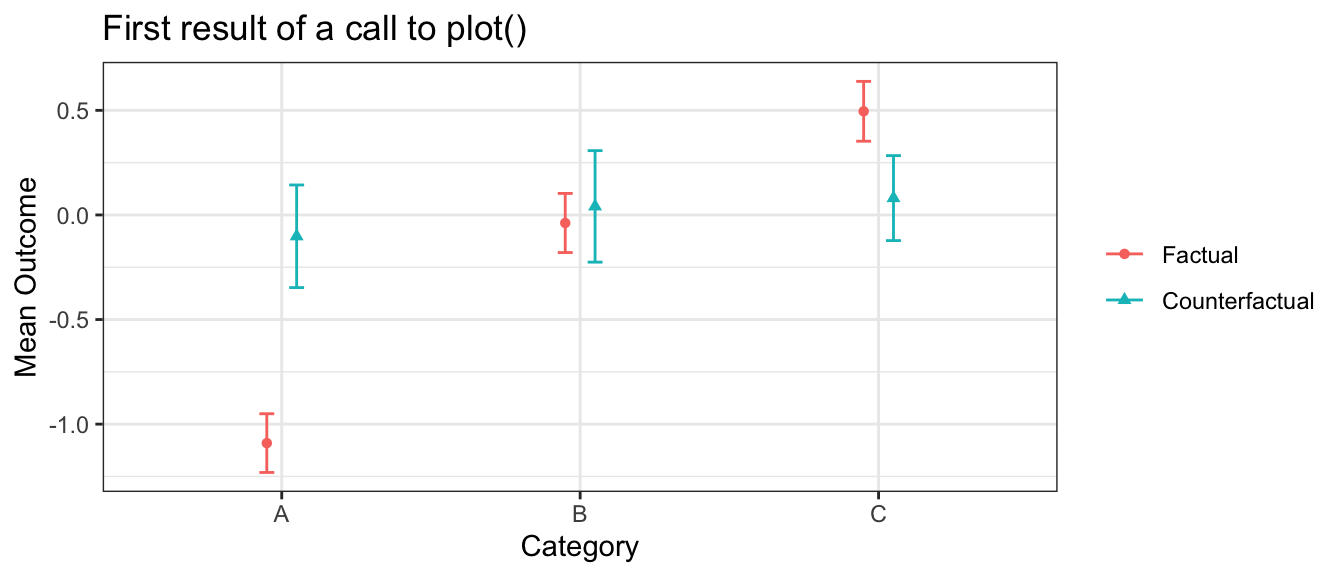 First result of a call to plot()
Mean Outcome
0.5
0.0
-0.5
-1.0
A B C
Category
Factual
Counterfactual